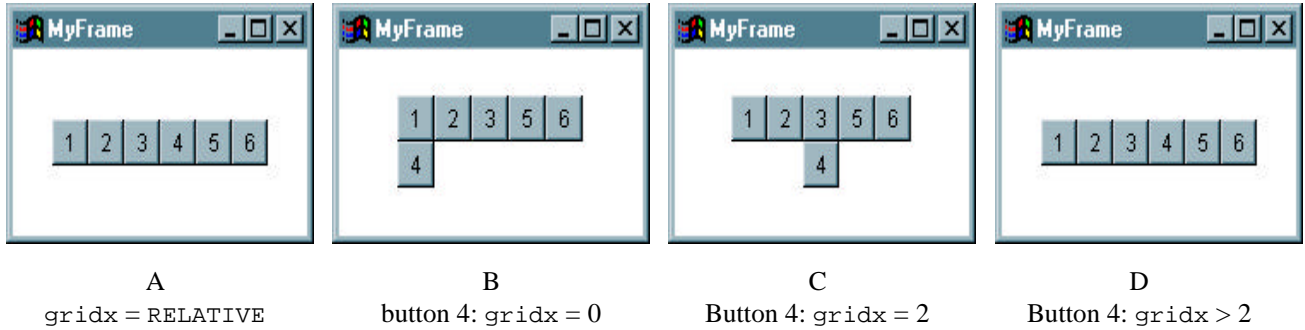 MyFrame
1 2 3 4 5 6
A
gridx = RELATIVE
MyFrame
1 2 3 5 6
4
B
button 4: gridx = 0
MyFrame
1 2 3 5 6
4
C
Button 4: gridx = 2
MyFrame
1 2 3 4 5 6
D
Button 4: gridx > 2